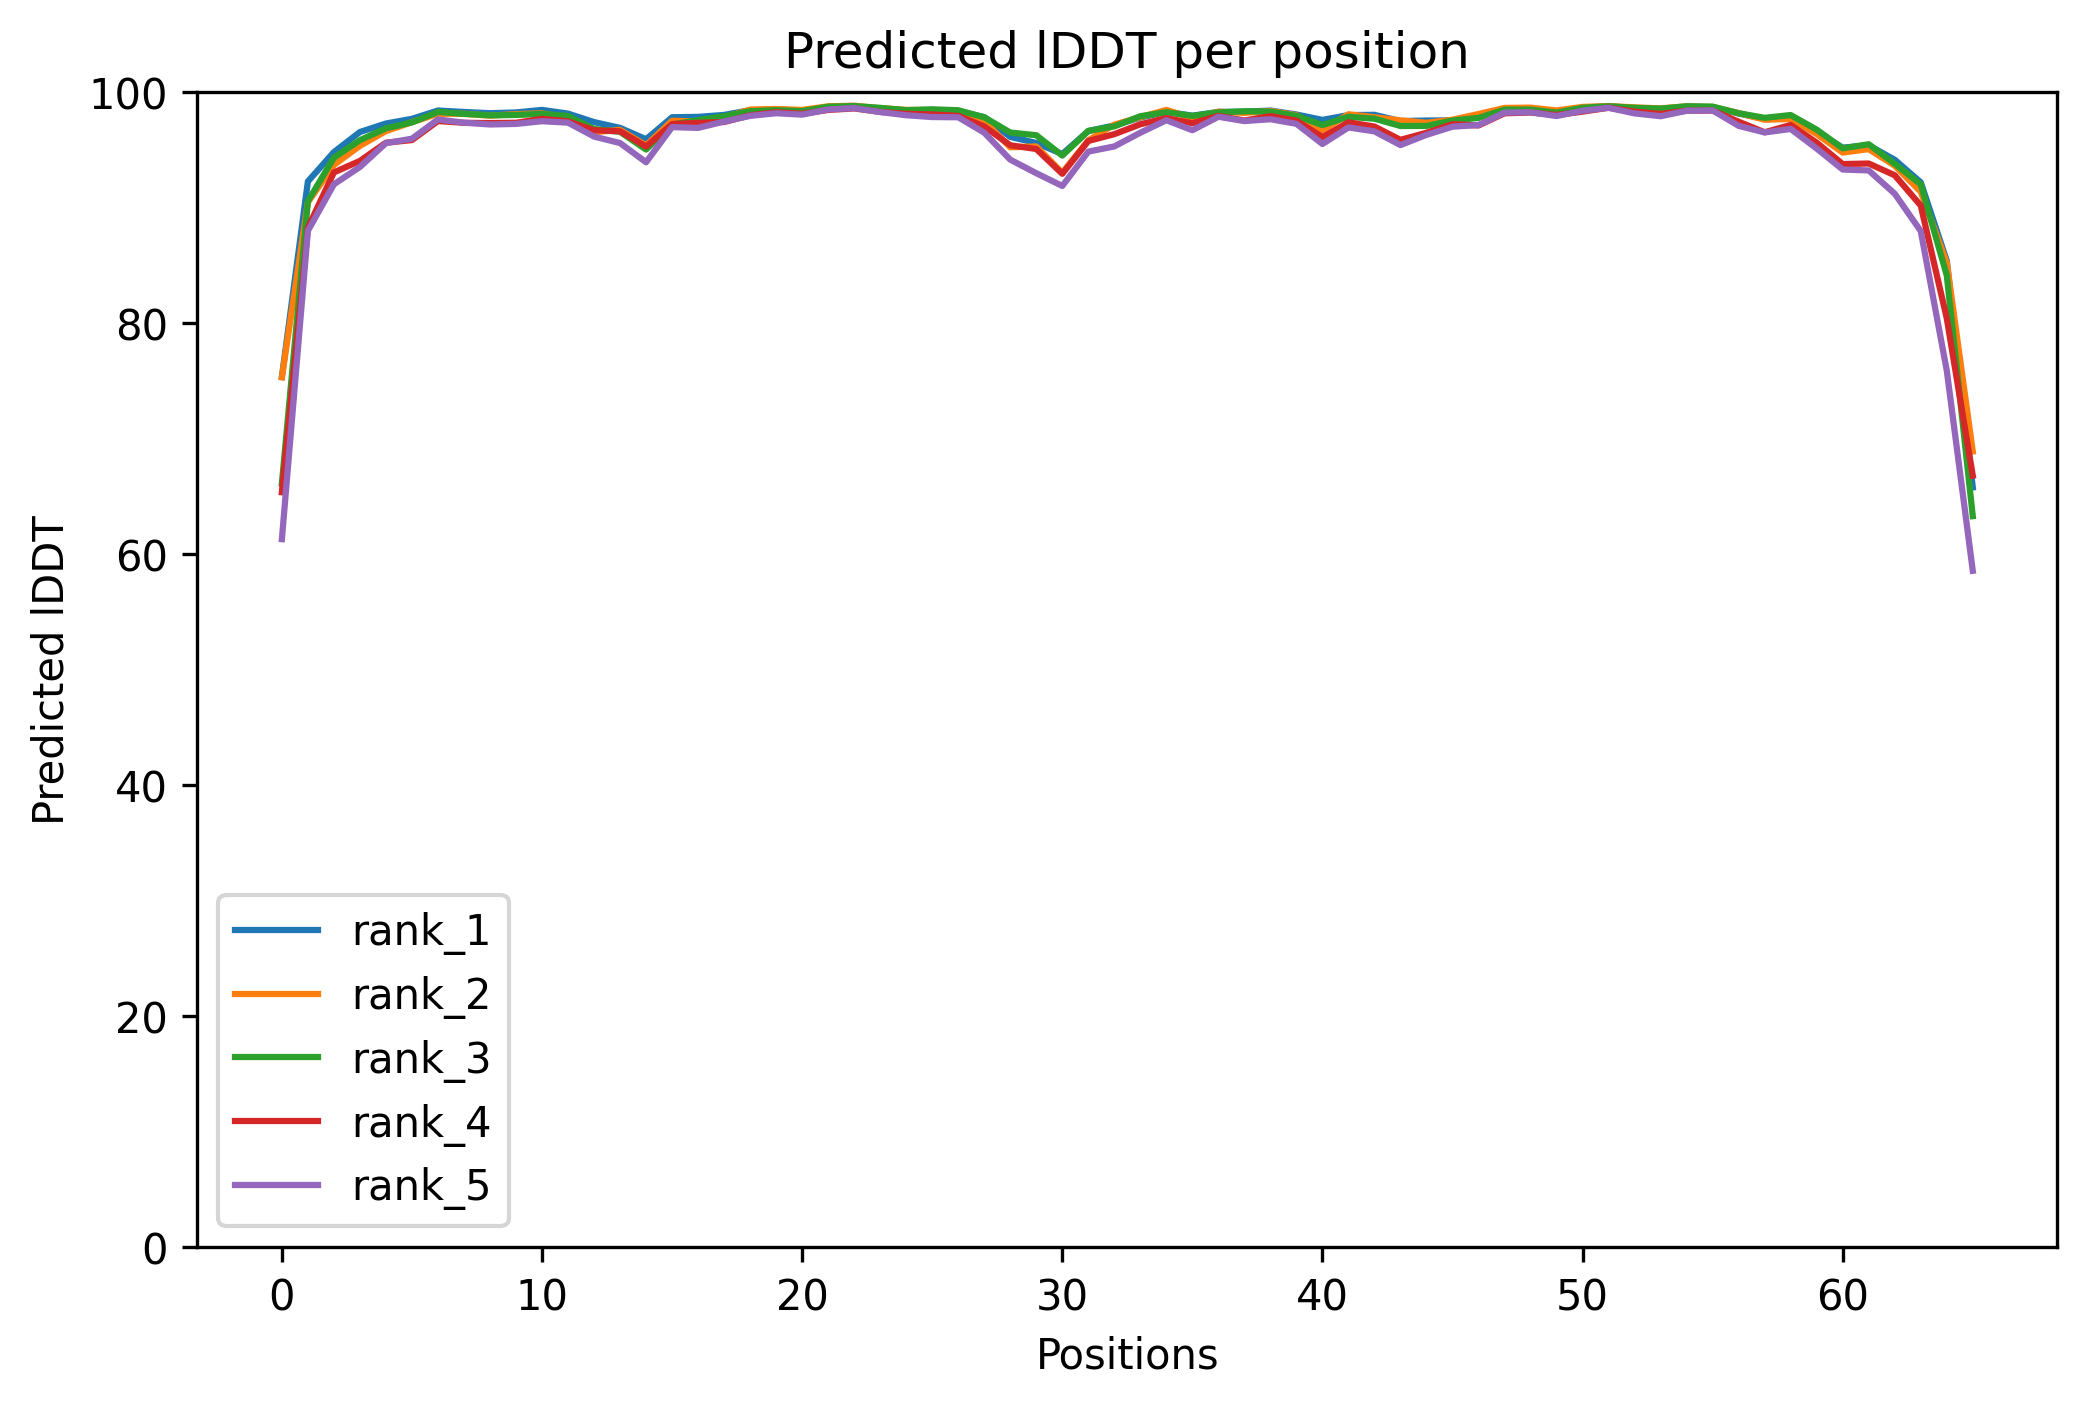 Predicted lDDT per position
100
80
60
40
20
0
Predicted lDDT
rank_1
rank_2
rank_3
rank_4
rank_5
0 10 20 30 40 50 60
Positions